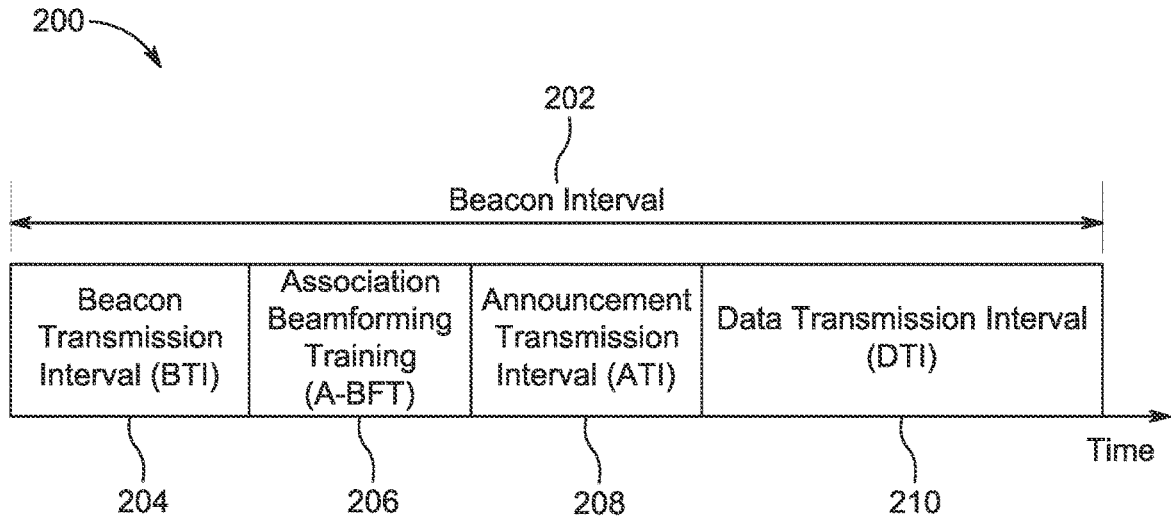 200
202
Beacon Interval
Beacon
Transmission
Interval (BTI)
Association
Beamforming
Training
(A-BFT)
Announcement
Transmission
Interval (ATI)
Data Transmission Interval
(DTI)
Time
204
206
208
210